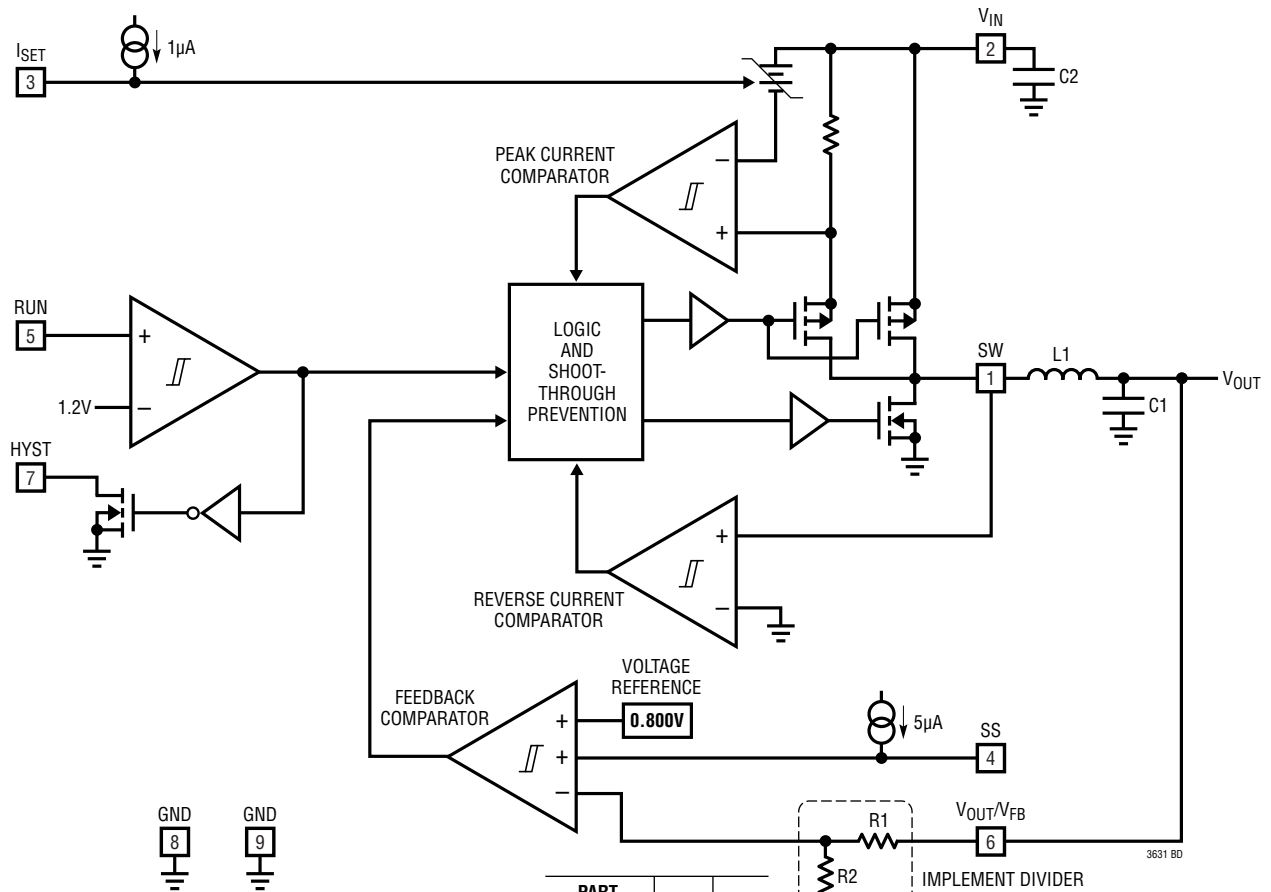 1µA
VIN
ISET
3
2
C2
PEAK CURRENT
COMPARATOR
−
+
RUN
5
+
−
1.2V
LOGIC
AND
SHOOT-
THROUGH
PREVENTION
SW
1
L1
VOUT
C1
HYST
7
+
−
REVERSE CURRENT
COMPARATOR
VOLTAGE
REFERENCE
0.800V
FEEDBACK
COMPARATOR
+
+
−
5µA
SS
4
GND
8
GND
9
R1
VOUT/VFB
6
3631 BD
R2
IMPLEMENT DIVIDER
PART